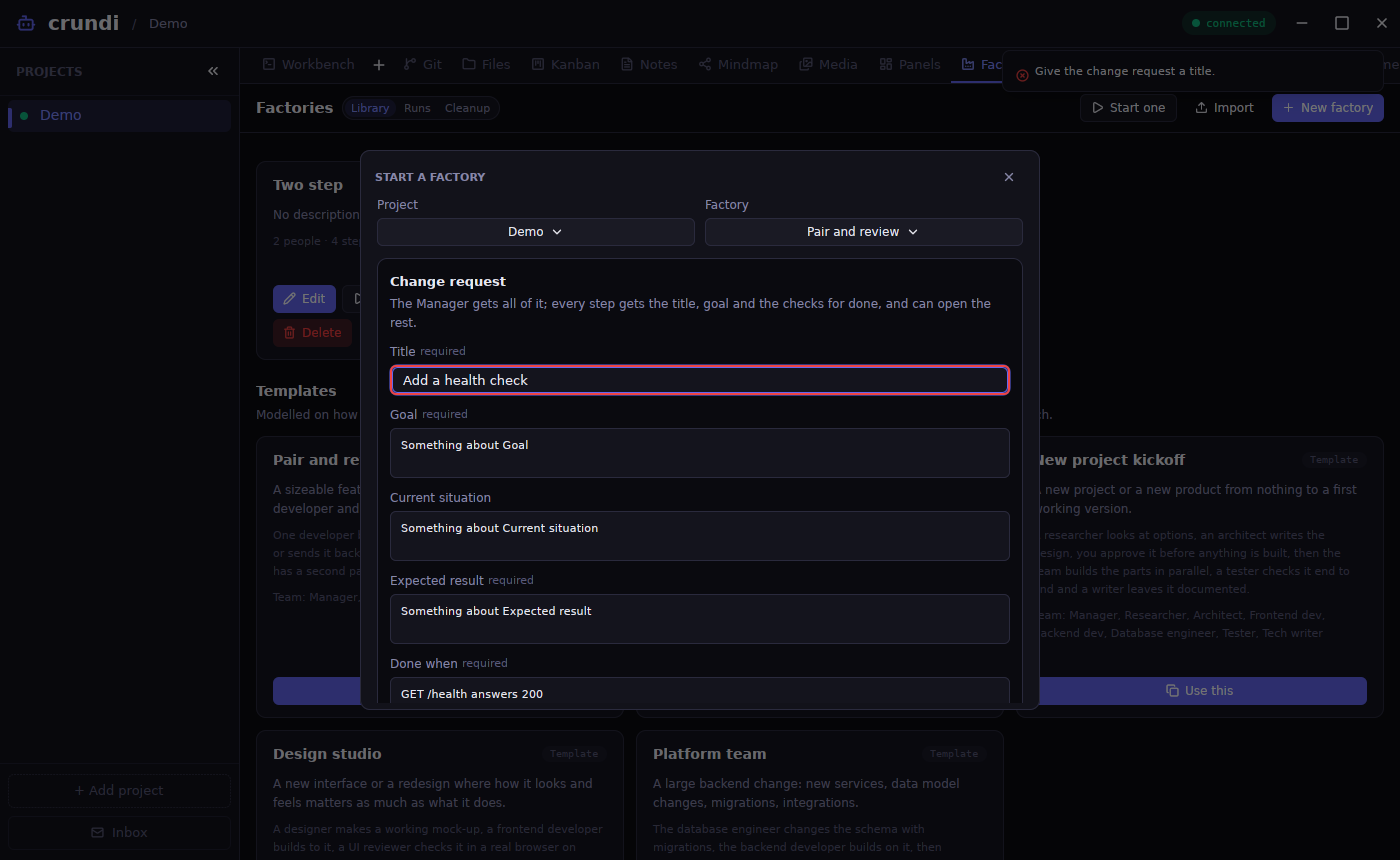 crundi / Demo
connected
PROJECTS
Demo
+ Add project
Inbox
Workbench
Git
Files
Kanban
Notes
Mindmap
Media
Panels
Fac
me
Give the change request a title.
Factories
Library
Runs
Cleanup
Start one
Import
+ New factory
Two step
No description
2 people · 4 ste
Edit
Delete
START A FACTORY
Project
Factory
Demo
Pair and review
Change request
The Manager gets all of it; every step gets the title, goal and the checks for done, and can open the
rest.
Title required
Add a health check
Goal required
Something about Goal
Current situation
Something about Current situation
Expected result required
Something about Expected result
Done when required
GET /health answers 200
Templates
Modelled on how
ch.
Pair and re
A sizeable feat
developer and
One developer
or sends it back
has a second pa
Team: Manager,
New project kickoff
Template
new project or a new product from nothing to a first
working version.
researcher looks at options, an architect writes the
esign, you approve it before anything is built, then the
eam builds the parts in parallel, a tester checks it end to
nd and a writer leaves it documented.
eam: Manager, Researcher, Architect, Frontend dev,
ackend dev, Database engineer, Tester, Tech writer
Use this
Design studio
Template
A new interface or a redesign where how it looks and
feels matters as much as what it does.
A designer makes a working mock-up, a frontend developer
builds to it, a UI reviewer checks it in a real browser on
Platform team
Template
A large backend change: new services, data model
changes, migrations, integrations.
The database engineer changes the schema with
migrations, the backend developer builds on it, then